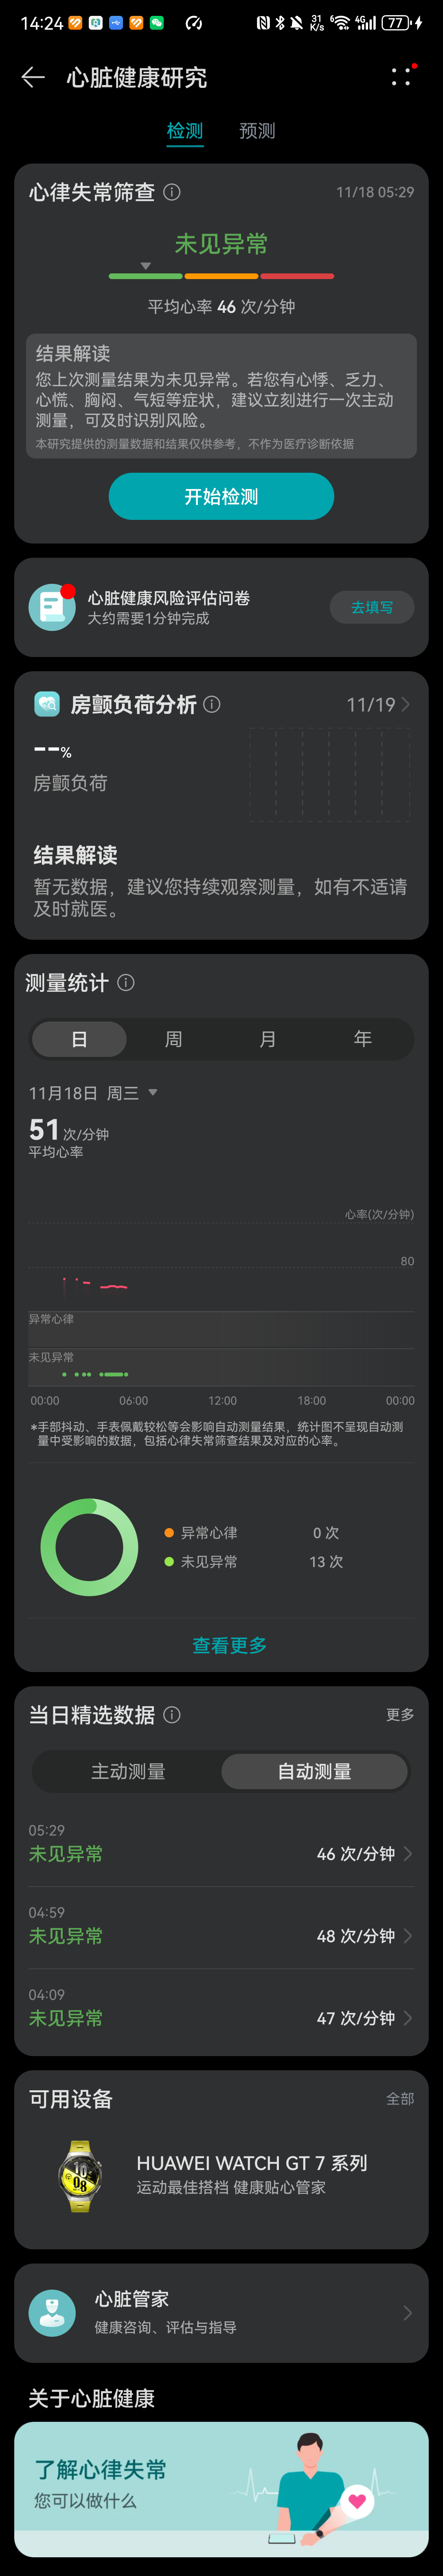 14:24
31 K/s
6
4G
77
心脏健康研究
检测 预测
心律失常筛查
11/18 05:29
未见异常
平均心率 46 次/分钟
结果解读
您上次测量结果为未见异常。若您有心悸、乏力、
心慌、胸闷、气短等症状，建议立刻进行一次主动
测量，可及时识别风险。
本研究提供的测量数据和结果仅供参考，不作为医疗诊断依据
开始检测
心脏健康风险评估问卷
大约需要1分钟完成
去填写
房颤负荷分析
11/19
--%
房颤负荷
结果解读
暂无数据，建议您持续观察测量，如有不适请
及时就医。
测量统计
日 周 月 年
11月18日 周三
51 次/分钟
平均心率
心率(次/分钟)
80
异常心律
未见异常
00:00 06:00 12:00 18:00 00:00
*手部抖动、手表佩戴较松等会影响自动测量结果，统计图不呈现自动测
量中受影响的数据，包括心律失常筛查结果及对应的心率。
异常心律 0 次
未见异常 13 次
查看更多
当日精选数据
更多
主动测量 自动测量
05:29
未见异常 46 次/分钟
04:59
未见异常 48 次/分钟
04:09
未见异常 47 次/分钟
可用设备
全部
10
08
HUAWEI WATCH GT 7 系列
运动最佳搭档 健康贴心管家
心脏管家
健康咨询、评估与指导
关于心脏健康
了解心律失常
您可以做什么